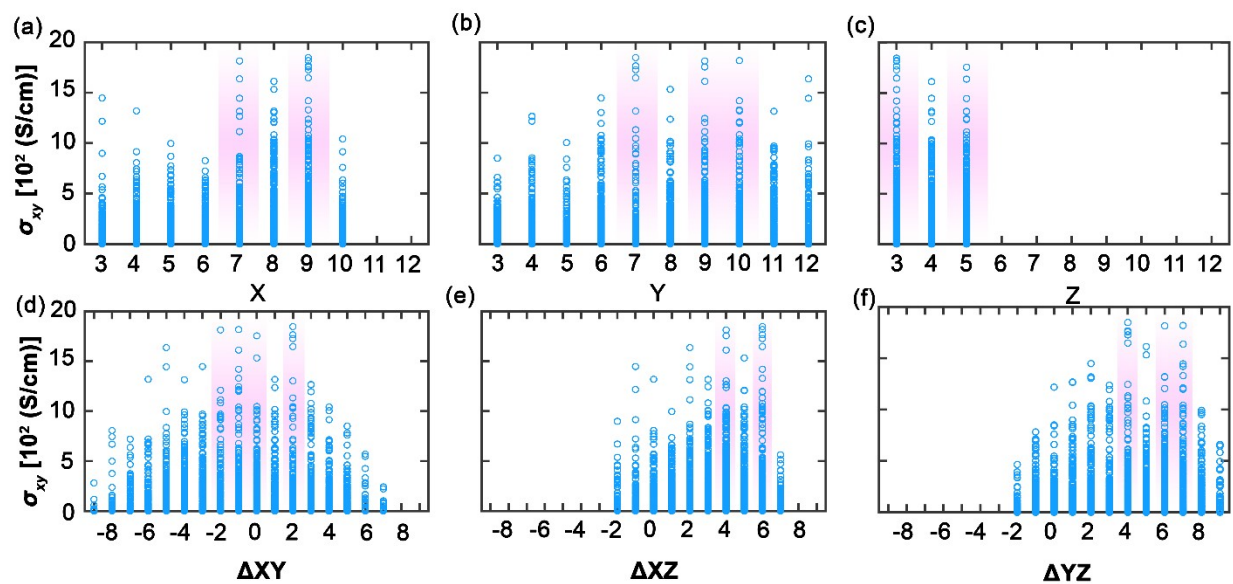 (a)
(b)
(c)
20
15
10
5
0
σxy [10² (S/cm)]
3 4 5 6 7 8 9 10 11 12
3 4 5 6 7 8 9 10 11 12
3 4 5 6 7 8 9 10 11 12
X
Y
Z
(d)
(e)
(f)
20
15
10
5
0
σxy [10² (S/cm)]
-8 -6 -4 -2 0 2 4 6 8
-8 -6 -4 -2 0 2 4 6 8
-8 -6 -4 -2 0 2 4 6 8
ΔXY
ΔXZ
ΔYZ